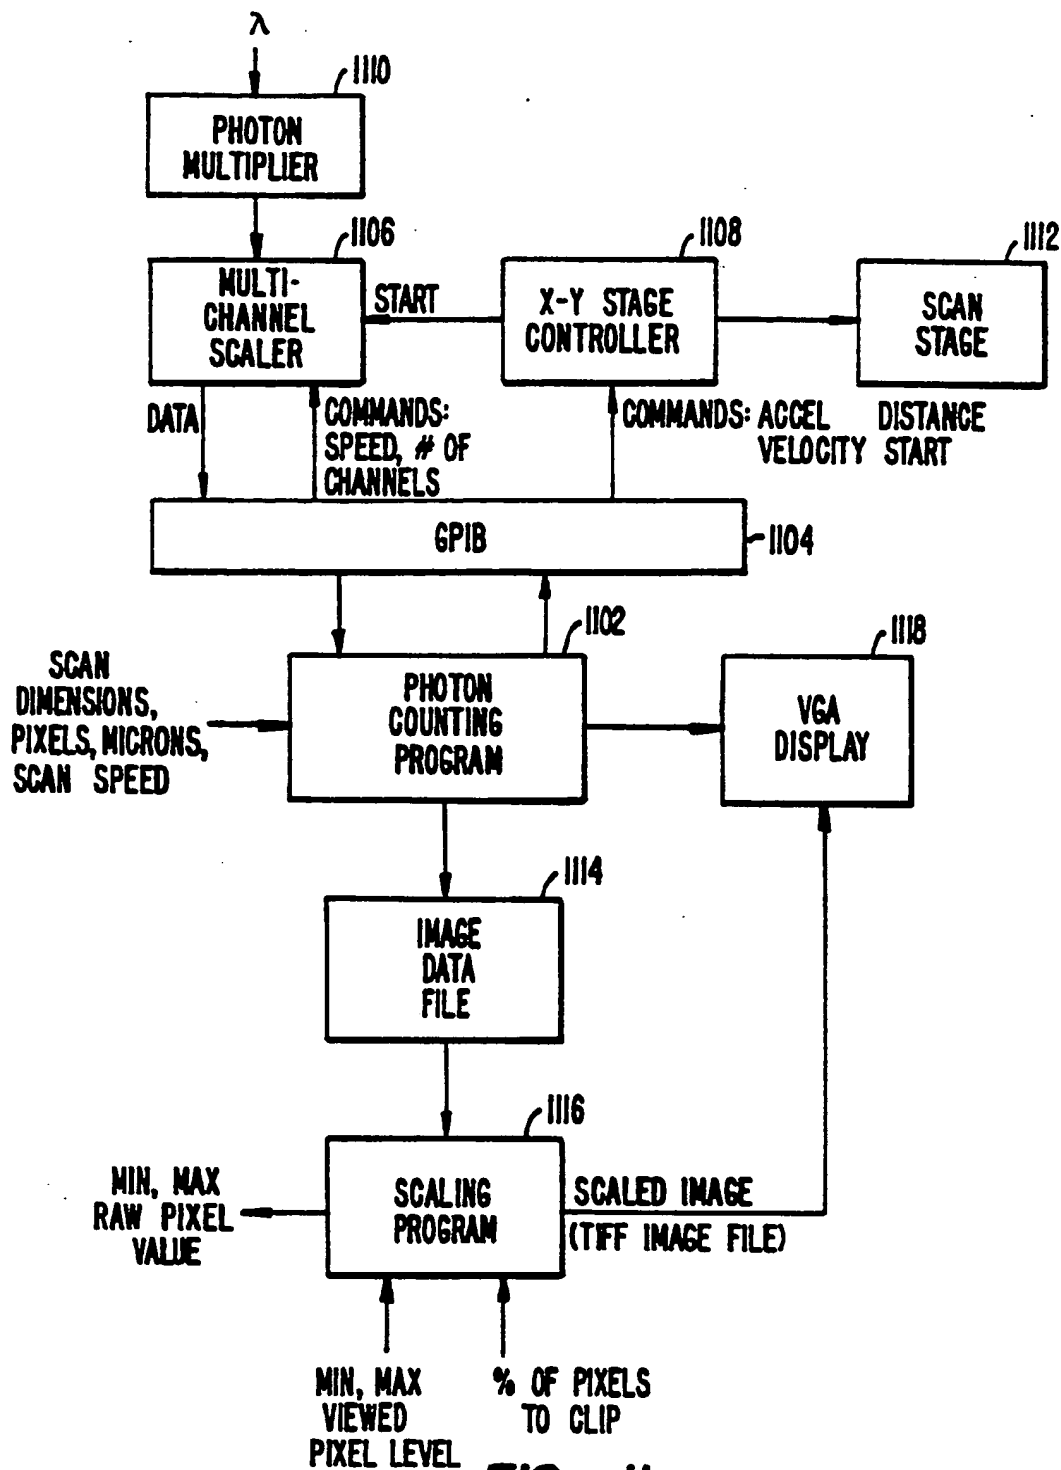 λ
1110
PHOTON
MULTIPLIER
1106
MULTI-
CHANNEL
SCALER
START
1108
X-Y STAGE
CONTROLLER
1112
SCAN
STAGE
DATA
COMMANDS:
SPEED, # OF
CHANNELS
COMMANDS: ACCEL DISTANCE
VELOCITY START
GPIB
1104
1102
PHOTON
COUNTING
PROGRAM
SCAN
DIMENSIONS,
PIXELS, MICRONS,
SCAN SPEED
1118
VGA
DISPLAY
1114
IMAGE
DATA
FILE
1116
SCALING
PROGRAM
MIN, MAX
RAW PIXEL
VALUE
SCALED IMAGE
(TIFF IMAGE FILE)
MIN, MAX
VIEWED
PIXEL LEVEL
% OF PIXELS
TO CLIP